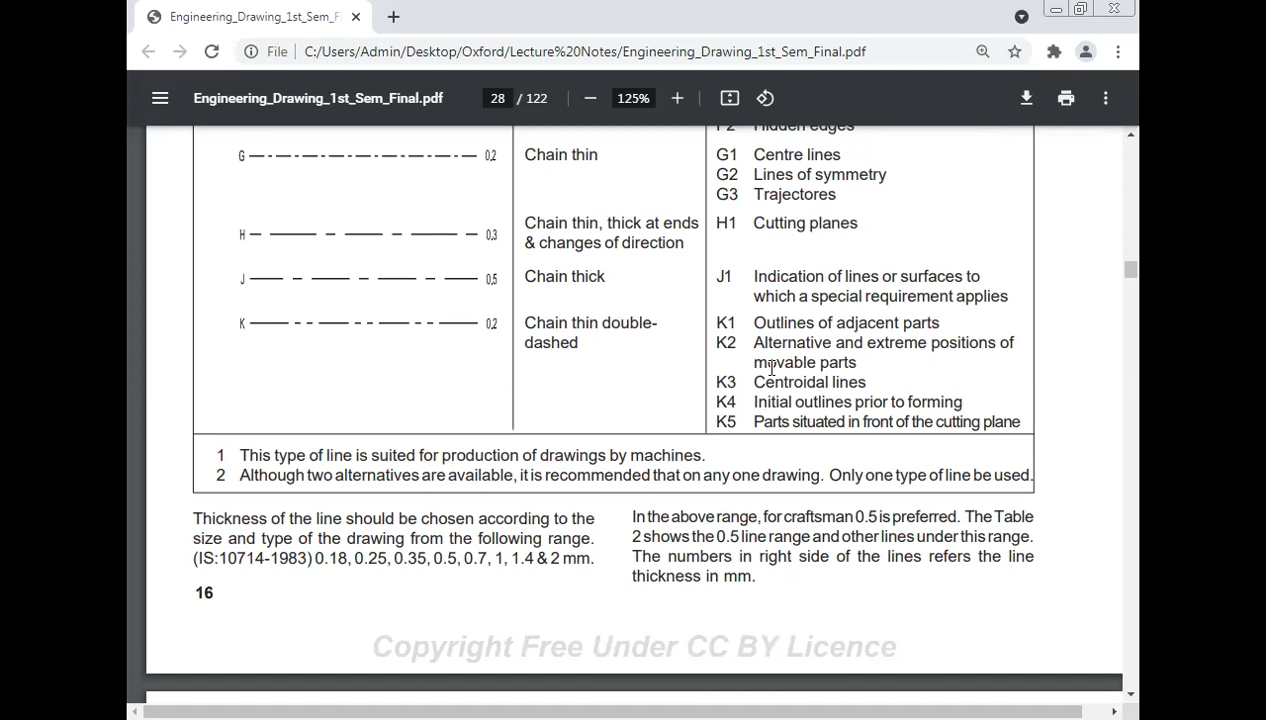 Engineering_Drawing_1st_Sem_F
File C:/Users/Admin/Desktop/Oxford/Lecture%20Notes/Engineering_Drawing_1st_Sem_Final.pdf
Engineering_Drawing_1st_Sem_Final.pdf 28 / 122 125%
F2 Hidden edges
G 0,2 Chain thin G1 Centre lines
G2 Lines of symmetry
G3 Trajectores
H 0,3 Chain thin, thick at ends H1 Cutting planes
& changes of direction
J 0,5 Chain thick J1 Indication of lines or surfaces to
which a special requirement applies
K 0,2 Chain thin double- K1 Outlines of adjacent parts
dashed K2 Alternative and extreme positions of
movable parts
K3 Centroidal lines
K4 Initial outlines prior to forming
K5 Parts situated in front of the cutting plane
1 This type of line is suited for production of drawings by machines.
2 Although two alternatives are available, it is recommended that on any one drawing. Only one type of line be used.
Thickness of the line should be chosen according to the
size and type of the drawing from the following range.
(IS:10714-1983) 0.18, 0.25, 0.35, 0.5, 0.7, 1, 1.4 & 2 mm.
16
In the above range, for craftsman 0.5 is preferred. The Table
2 shows the 0.5 line range and other lines under this range.
The numbers in right side of the lines refers the line
thickness in mm.
Copyright Free Under CC BY Licence